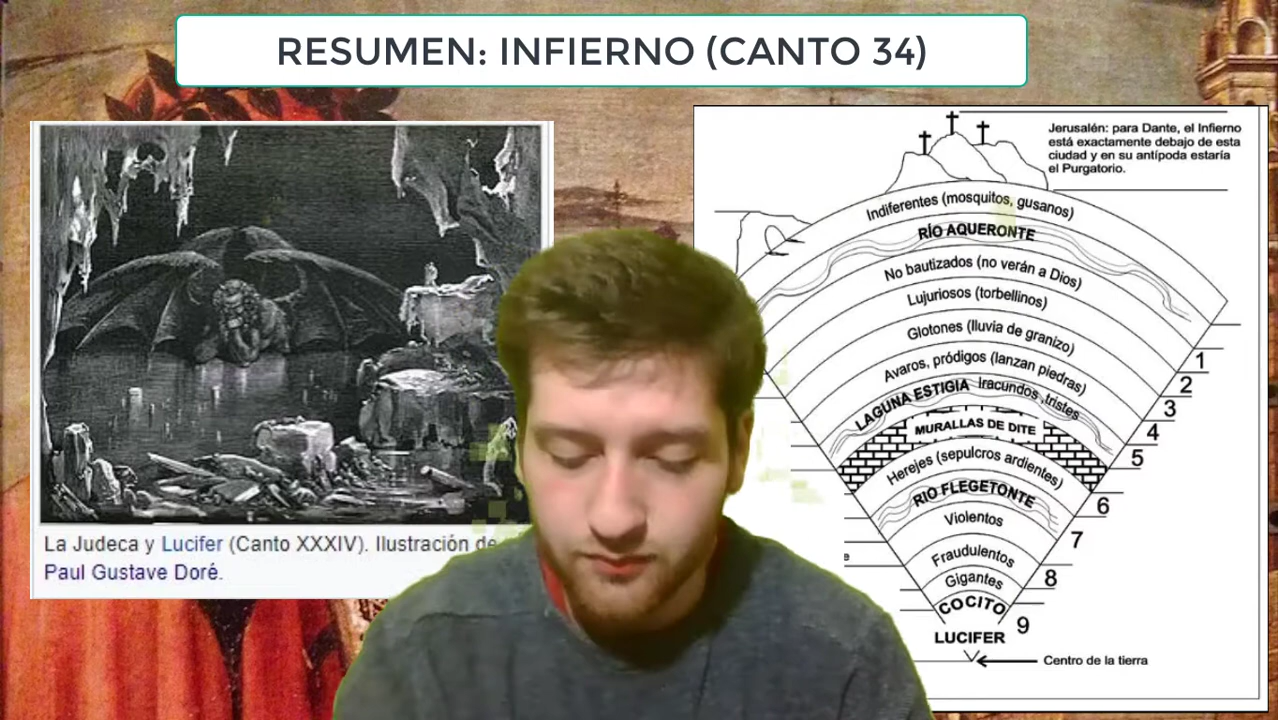 RESUMEN: INFIERNO (CANTO 34)
La Judeca y Lucifer (Canto XXXIV). Ilustración de
Paul Gustave Doré.
Jerusalén: para Dante, el Infierno
está exactamente debajo de esta
ciudad y en su antípoda estaría
el Purgatorio.
Indiferentes (mosquitos, gusanos)
RÍO AQUERONTE
No bautizados (no verán a Dios)
Lujuriosos (torbellinos)
1
Glotones (lluvia de granizo)
2
Avaros, pródigos (lanzan piedras)
3
LAGUNA ESTIGIA Iracundos ,tristes
4
MURALLAS DE DITE
5
Herejes (sepulcros ardientes)
6
RIO FLEGETONTE
Violentos
7
Fraudulentos
8
Gigantes
COCITO
9
LUCIFER
Centro de la tierra